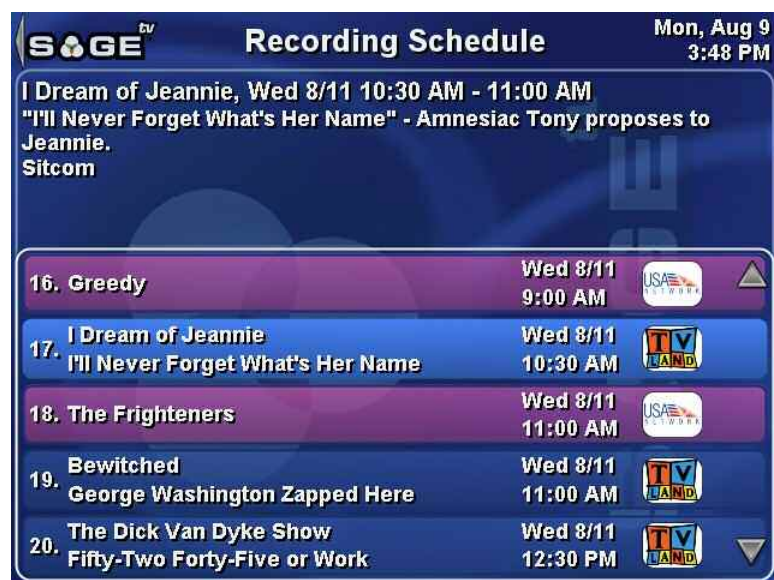 SAGE tv
Recording Schedule
Mon, Aug 9
3:48 PM
I Dream of Jeannie, Wed 8/11 10:30 AM - 11:00 AM
"I'll Never Forget What's Her Name" - Amnesiac Tony proposes to
Jeannie.
Sitcom
16. Greedy
Wed 8/11
9:00 AM
USA
NETWORK
17. I Dream of Jeannie
I'll Never Forget What's Her Name
Wed 8/11
10:30 AM
TV
LAND
18. The Frighteners
Wed 8/11
11:00 AM
USA
NETWORK
19. Bewitched
George Washington Zapped Here
Wed 8/11
11:00 AM
TV
LAND
20. The Dick Van Dyke Show
Fifty-Two Forty-Five or Work
Wed 8/11
12:30 PM
TV
LAND